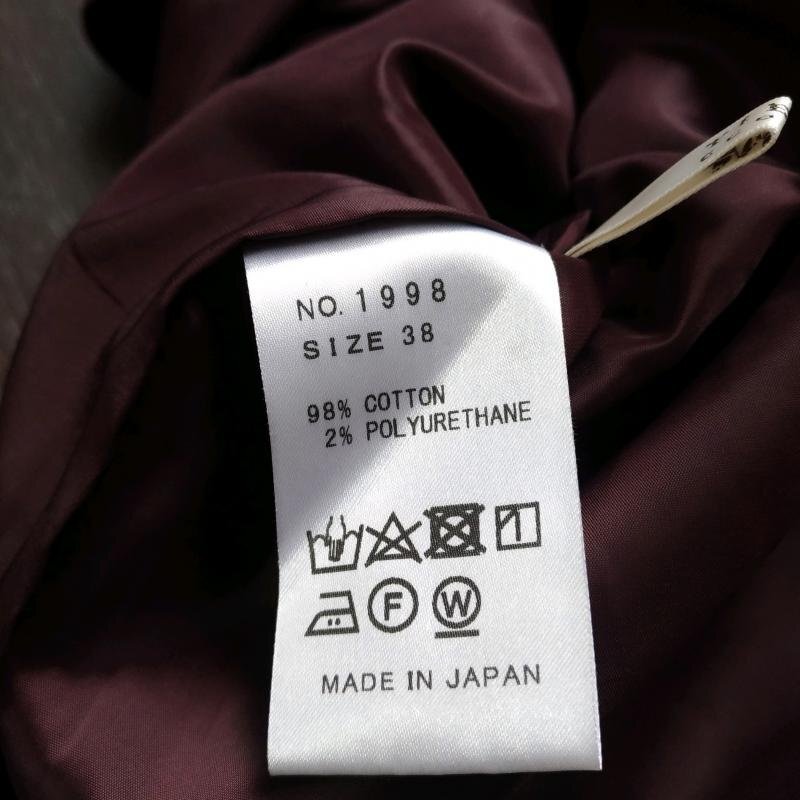 NO. 1998
SIZE 38
98% COTTON
2% POLYURETHANE
F W
MADE IN JAPAN